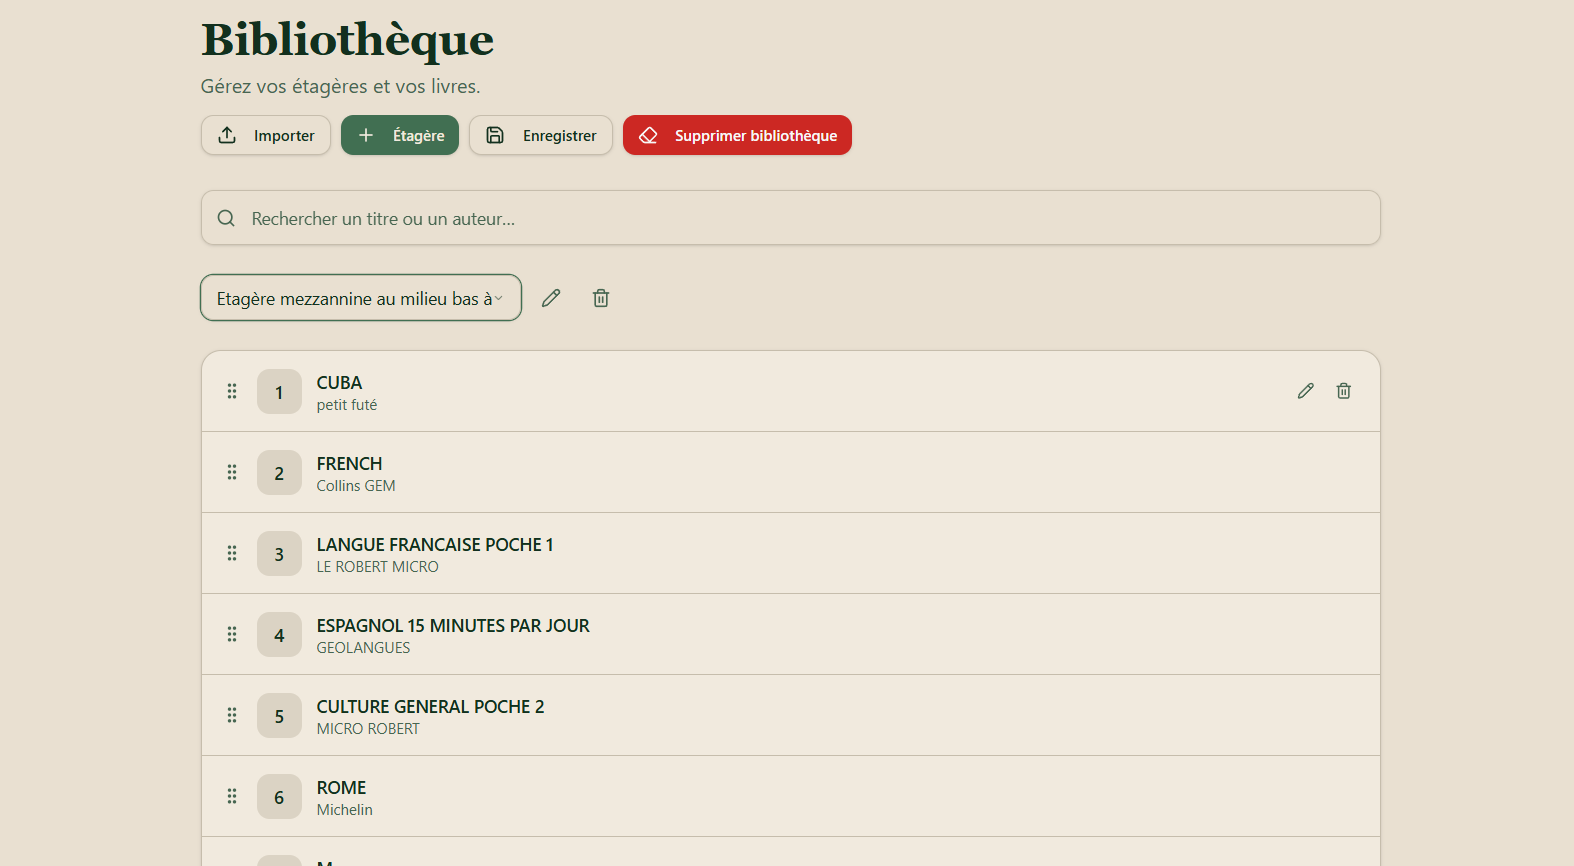 Bibliothèque
Gérez vos étagères et vos livres.
Importer
Étagère
Enregistrer
Supprimer bibliothèque
Rechercher un titre ou un auteur...
Etagère mezzannine au milieu bas à
1
CUBA
petit futé
2
FRENCH
Collins GEM
3
LANGUE FRANCAISE POCHE 1
LE ROBERT MICRO
4
ESPAGNOL 15 MINUTES PAR JOUR
GEOLANGUES
5
CULTURE GENERAL POCHE 2
MICRO ROBERT
6
ROME
Michelin